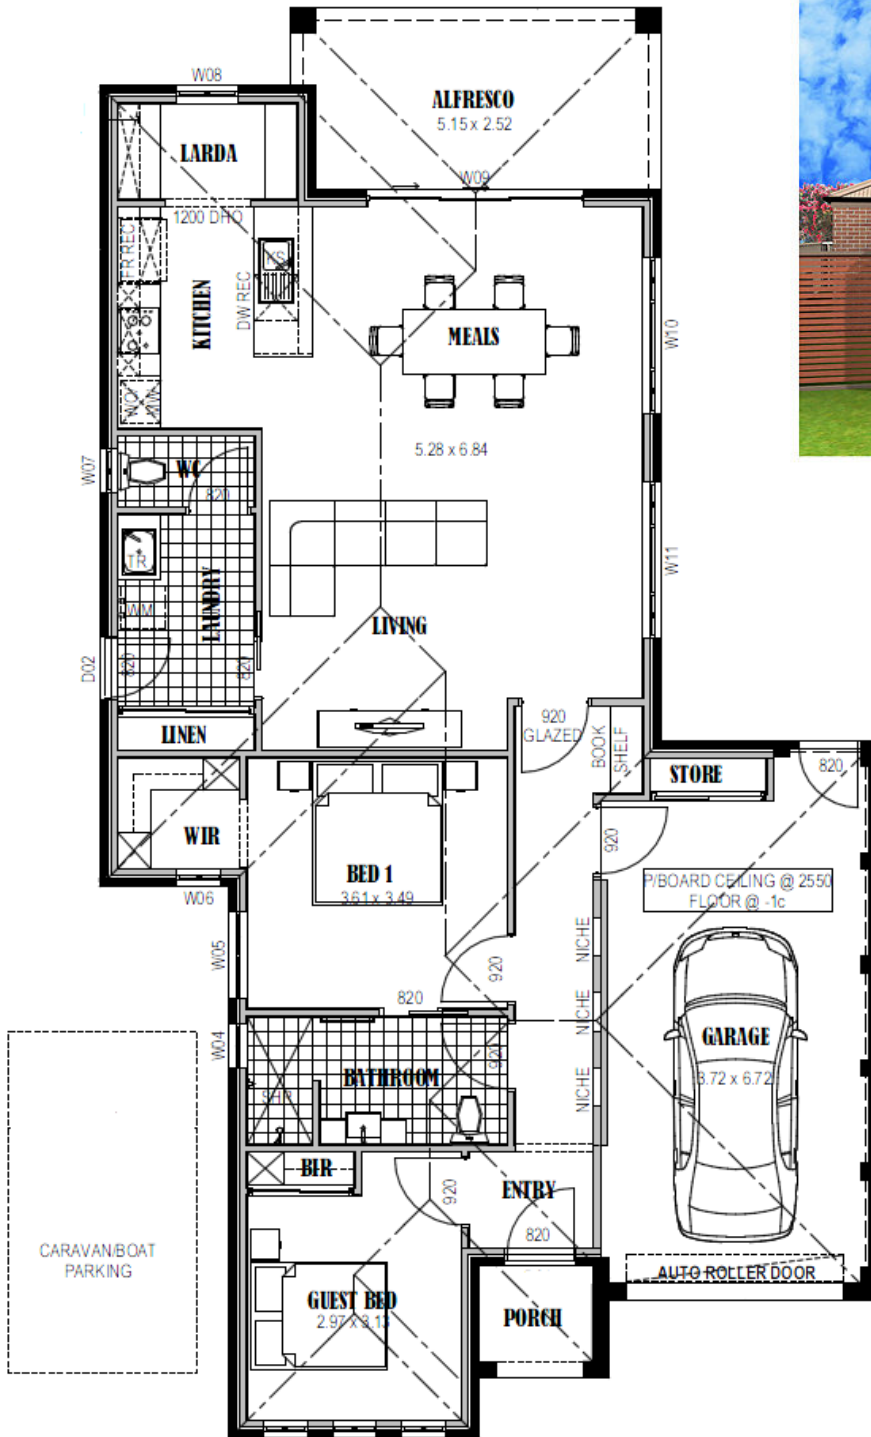 W08
ALFRESCO
5.15 x 2.52
LARDA
W09
1200 DHO
FR REC
KS
DW REC
KITCHEN
MEALS
W10
WO
MW
5.28 x 6.84
W07
WC
820
W11
TR
WM
LAUNDRY
LIVING
D02
820
820
LINEN
920
GLAZED
BOOK
SHELF
STORE
820
WIR
BED 1
3.61 x 3.49
920
P/BOARD CEILING @ 2550
FLOOR @ -1c
W06
W05
920
NICHE
820
NICHE
GARAGE
3.72 x 6.72
W04
920
BATHROOM
SHR
NICHE
BIR
ENTRY
920
820
CARAVAN/BOAT
PARKING
AUTO ROLLER DOOR
GUEST BED
2.97 x 3.13
PORCH